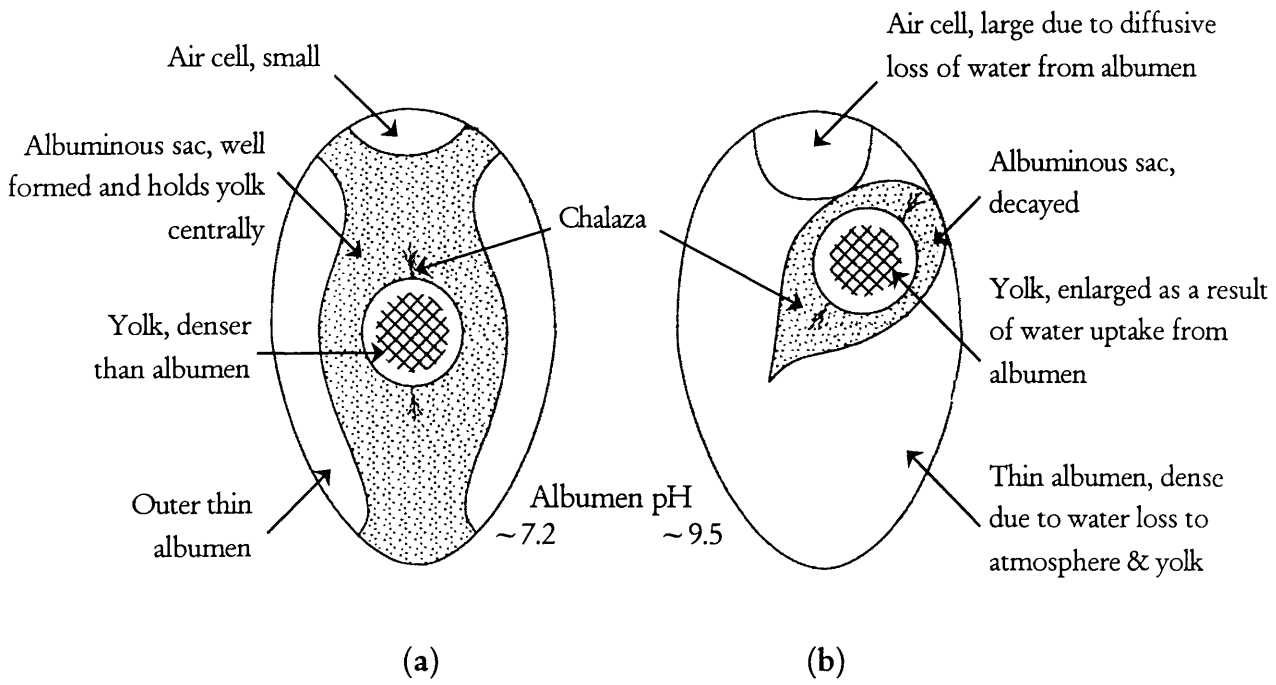 Air cell, small
Albuminous sac, well
formed and holds yolk
centrally
Yolk, denser
than albumen
Outer thin
albumen
Chalaza
Albumen pH
~7.2
~9.5
Air cell, large due to diffusive
loss of water from albumen
Albuminous sac,
decayed
Yolk, enlarged as a result
of water uptake from
albumen
Thin albumen, dense
due to water loss to
atmosphere & yolk
(a)
(b)